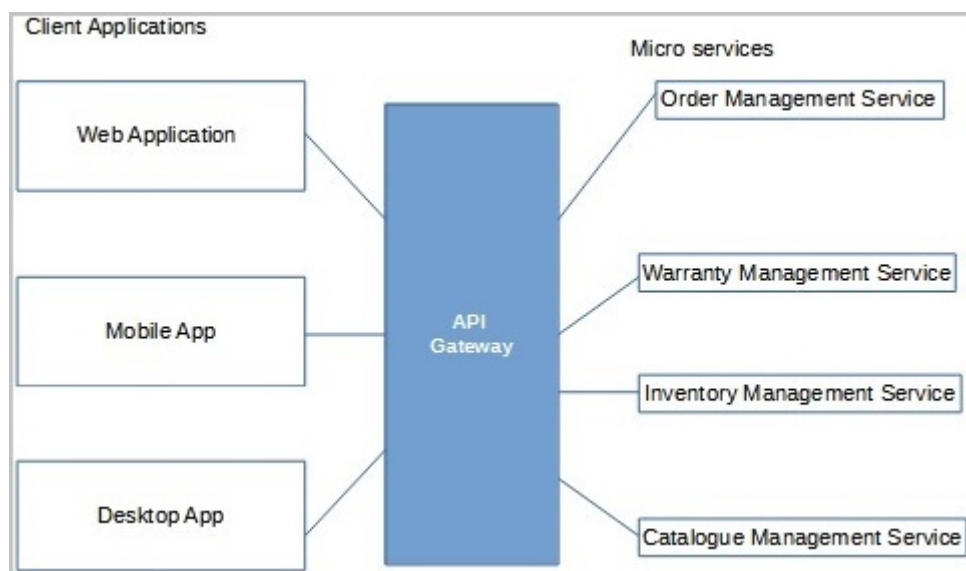 Client Applications
Micro services
Web Application
Mobile App
Desktop App
API
Gateway
Order Management Service
Warranty Management Service
Inventory Management Service
Catalogue Management Service